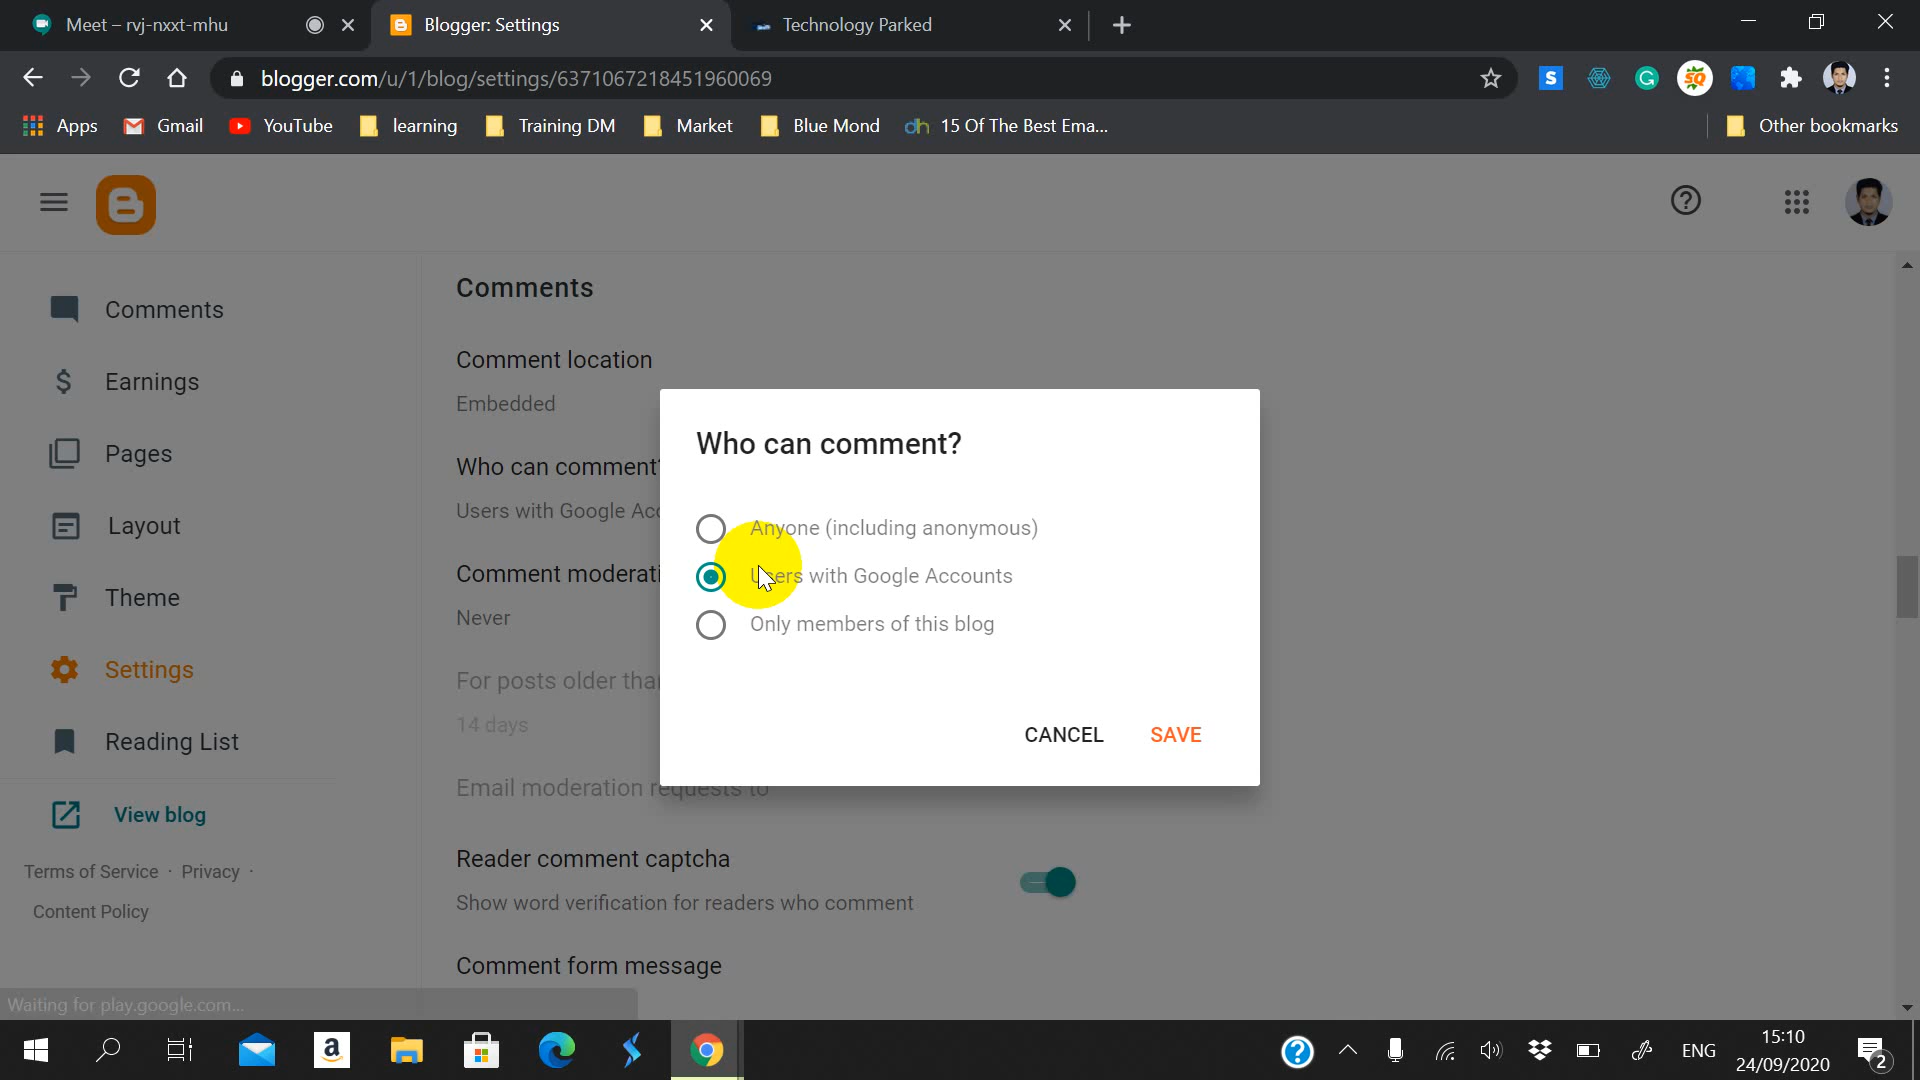 Meet – rvj-nxxt-mhu
Blogger: Settings
Technology Parked
blogger.com/u/1/blog/settings/6371067218451960069
Apps
Gmail
YouTube
learning
Training DM
Market
Blue Mond
15 Of The Best Ema...
Other bookmarks
Comments
Earnings
Pages
Layout
Theme
Settings
Reading List
View blog
Terms of Service · Privacy ·
Content Policy
Comments
Comment location
Embedded
Who can comment?
Users with Google Acc
Comment moderati
Never
For posts older than
14 days
Email moderation requests to
Reader comment captcha
Show word verification for readers who comment
Comment form message
Who can comment?
Anyone (including anonymous)
Users with Google Accounts
Only members of this blog
CANCEL
SAVE
Waiting for play.google.com...
ENG
15:10
24/09/2020
2